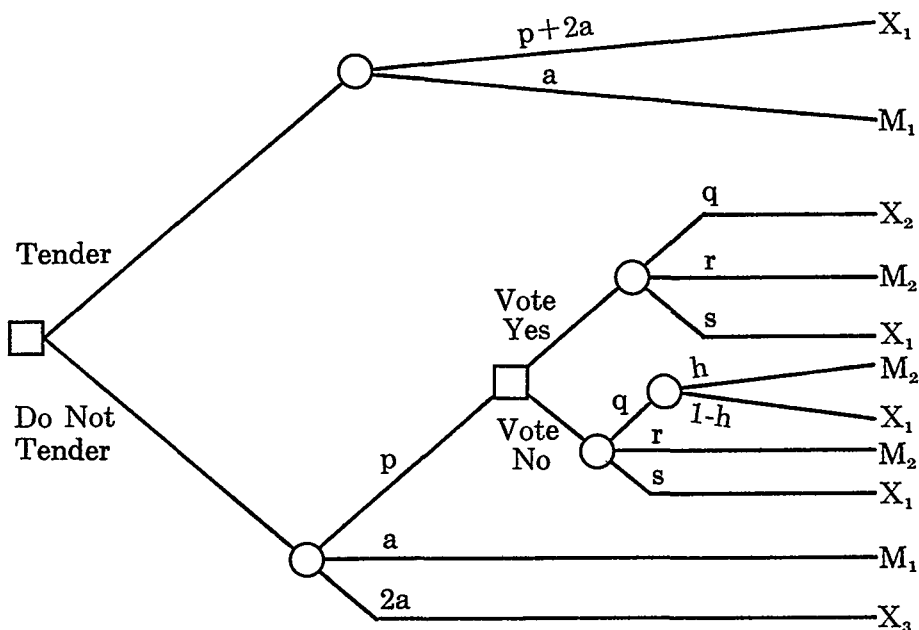 p+2a
X₁
a
M₁
q
X₂
Tender
r
M₂
Vote
Yes
s
X₁
h
M₂
Do Not
Tender
q
1-h
X₁
Vote
No
r
M₂
p
s
X₁
a
M₁
2a
X₃